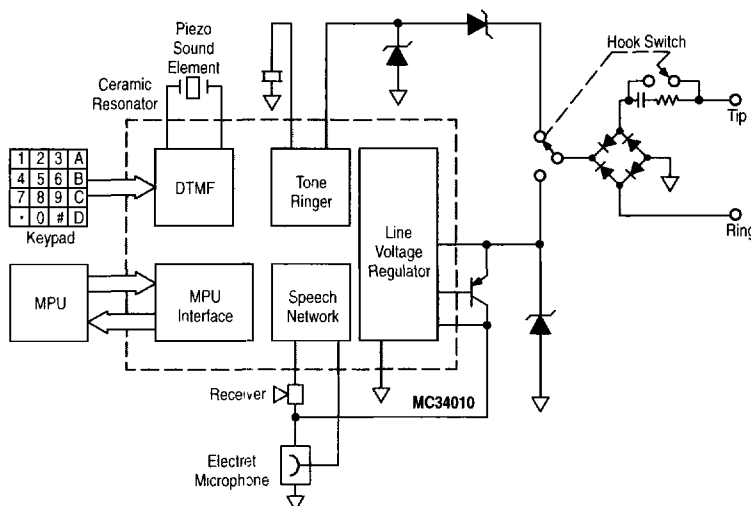 Piezo
Sound
Element
Hook Switch
Ceramic
Resonator
Tip
1 2 3 A
4 5 6 B
7 8 9 C
· 0 # D
Keypad
DTMF
Tone
Ringer
Line
Voltage
Regulator
Ring
MPU
MPU
Interface
Speech
Network
Receiver
MC34010
Electret
Microphone